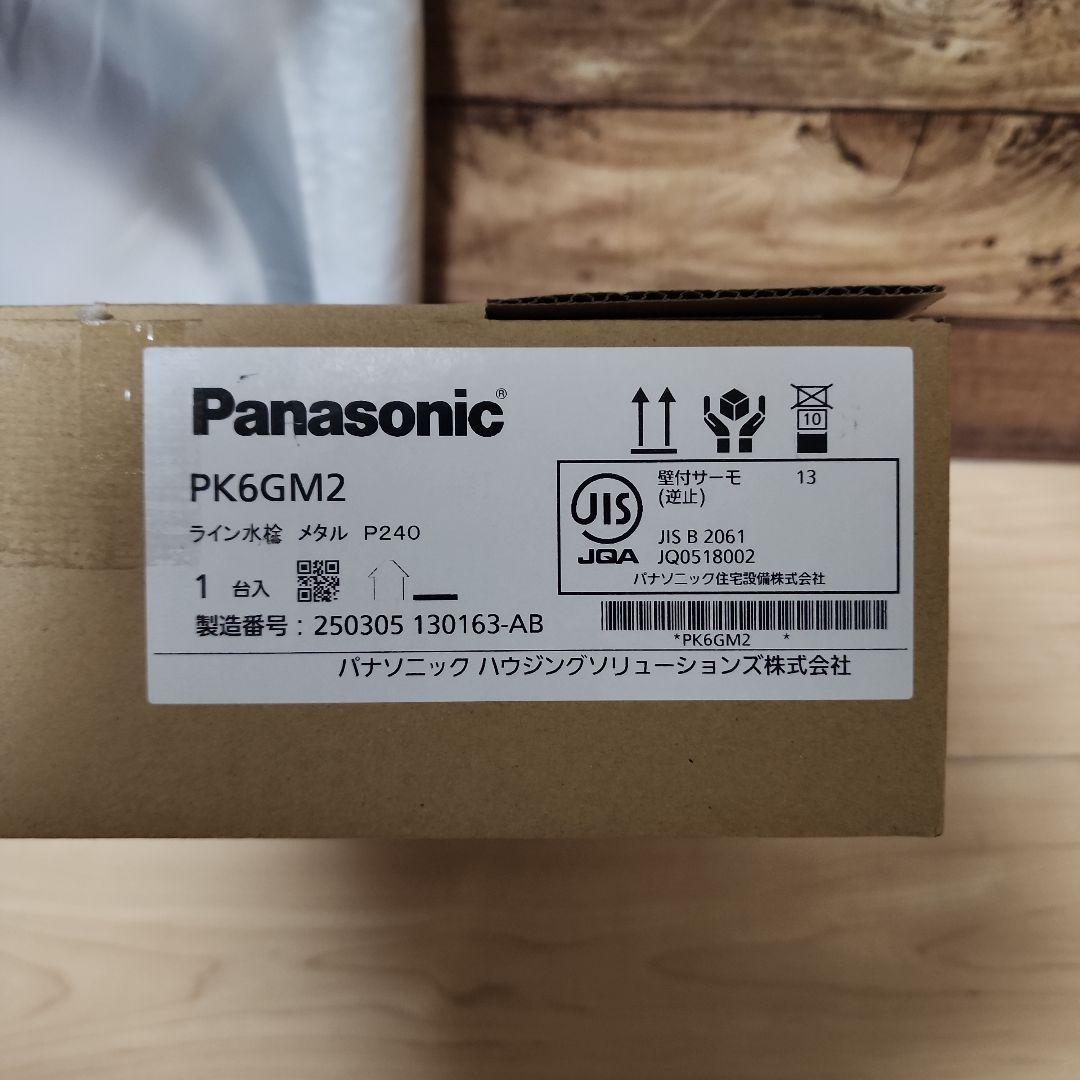 Panasonic®
PK6GM2
ライン水栓 メタル P240
1 台入
製造番号：250305 130163-AB
10
JIS
JQA
壁付サーモ 13
(逆止)
JIS B 2061
JQ0518002
パナソニック住宅設備株式会社
*PK6GM2 *
パナソニック ハウジングソリューションズ株式会社